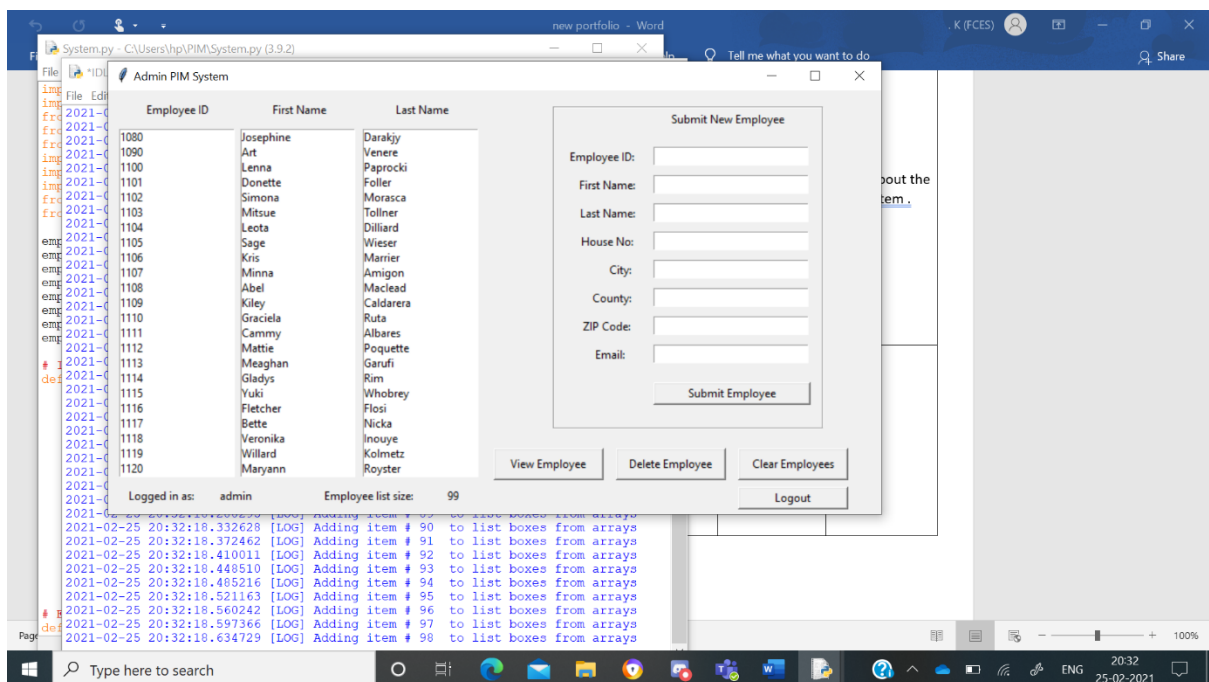 new portfolio - Word
. K (FCES)
System.py - C:\Users\hp\PIM\System.py (3.9.2)
Tell me what you want to do
Share
File
Admin PIM System
File
Employee ID First Name Last Name
Submit New Employee
1080 Josephine Darakjy
1090 Art Venere
1100 Lenna Paprocki
Employee ID:
1101 Donette Foller
First Name:
1102 Simona Morasca
1103 Mitsue Tollner
Last Name:
1104 Leota Dilliard
1105 Sage Wieser
House No:
1106 Kris Marrier
1107 Minna Amigon
City:
1108 Abel Maclead
1109 Kiley Caldarera
County:
1110 Graciela Ruta
1111 Cammy Albares
ZIP Code:
1112 Mattie Poquette
1113 Meaghan Garufi
Email:
1114 Gladys Rim
1115 Yuki Whobrey
Submit Employee
1116 Fletcher Flosi
1117 Bette Nicka
1118 Veronika Inouye
1119 Willard Kolmetz
1120 Maryann Royster
View Employee Delete Employee Clear Employees
Logged in as: admin Employee list size: 99
Logout
2021-02-25 20:32:18.332628 [LOG] Adding item # 90 to list boxes from arrays
2021-02-25 20:32:18.372462 [LOG] Adding item # 91 to list boxes from arrays
2021-02-25 20:32:18.410011 [LOG] Adding item # 92 to list boxes from arrays
2021-02-25 20:32:18.448510 [LOG] Adding item # 93 to list boxes from arrays
2021-02-25 20:32:18.485216 [LOG] Adding item # 94 to list boxes from arrays
2021-02-25 20:32:18.521163 [LOG] Adding item # 95 to list boxes from arrays
2021-02-25 20:32:18.560242 [LOG] Adding item # 96 to list boxes from arrays
2021-02-25 20:32:18.597366 [LOG] Adding item # 97 to list boxes from arrays
2021-02-25 20:32:18.634729 [LOG] Adding item # 98 to list boxes from arrays
the
Page
100%
Type here to search
ENG
20:32
25-02-2021